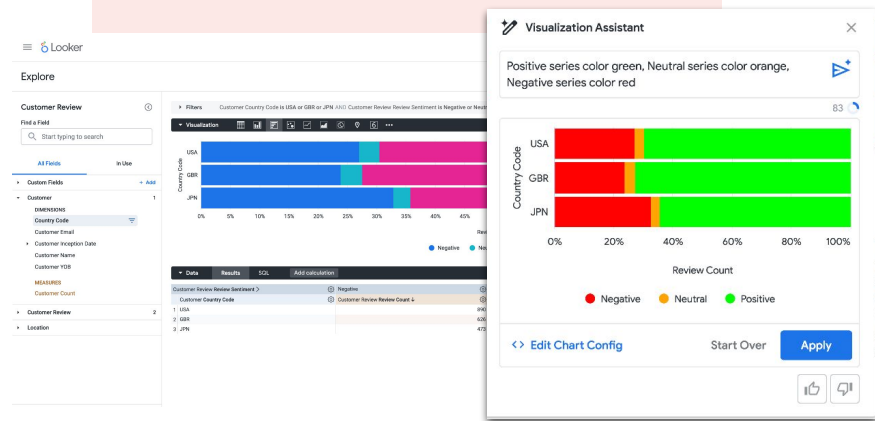 Looker
Explore
Customer Review
Find a Field
Start typing to search
All Fields
In Use
Custom Fields
+ Add
Customer
1
DIMENSIONS
Country Code
Customer Email
Customer Inception Date
Customer Name
Customer YOB
MEASURES
Customer Count
Customer Review
2
Location
Filters
Customer Country Code is USA or GBR or JPN AND Customer Review Review Sentiment is Negative or Neutr
Visualization
Country Code
USA
GBR
JPN
0% 5% 10% 15% 20% 25% 30% 35% 40% 45%
Rev
Negative
Neu
Data
Results
SQL
Add calculation
Customer Review Review Sentiment
Negative
Customer Country Code
Customer Review Review Count
1 USA 890
2 GBR 626
3 JPN 473
Visualization Assistant
Positive series color green, Neutral series color orange,
Negative series color red
83
Country Code
USA
GBR
JPN
0% 20% 40% 60% 80% 100%
Review Count
Negative Neutral Positive
<> Edit Chart Config
Start Over
Apply